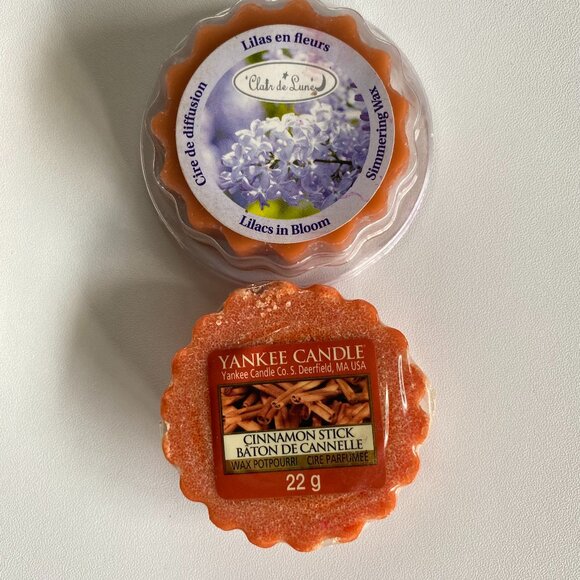 Lilas en fleurs
Clair de Lune
Cire de diffusion
Simmering Wax
Lilacs in Bloom
YANKEE CANDLE®
Yankee Candle Co. S. Deerfield, MA USA
CINNAMON STICK
BÂTON DE CANNELLE
WAX POTPOURRI CIRE PARFUMÉE
22 g